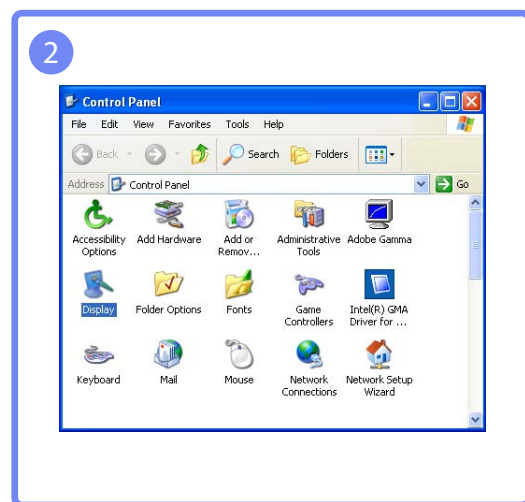 2
Control Panel
File Edit View Favorites Tools Help
Back Search Folders
Address Control Panel Go
Accessibility Options Add Hardware Add or Remov... Administrative Tools Adobe Gamma
Display Folder Options Fonts Game Controllers Intel(R) GMA Driver for ...
Keyboard Mail Mouse Network Connections Network Setup Wizard